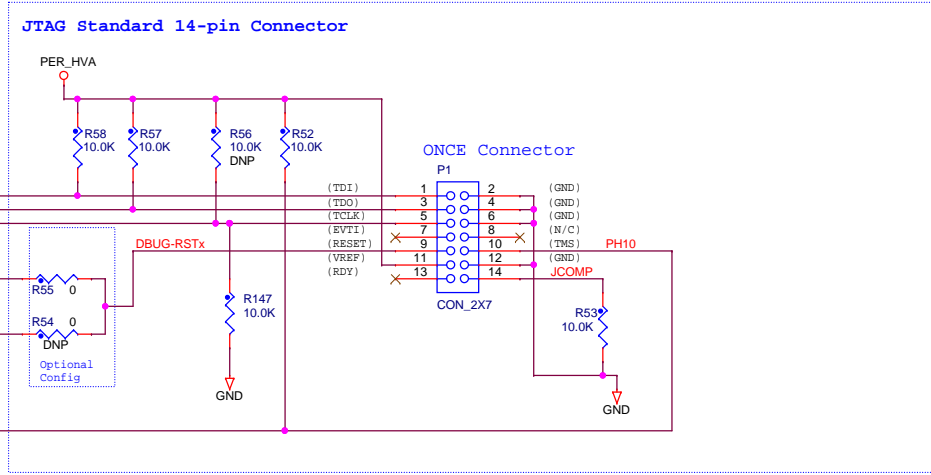 JTAG Standard 14-pin Connector
PER_HVA
R58
10.0K
R57
10.0K
R56
10.0K
DNP
R52
10.0K
ONCE Connector
P1
(TDI) 1 2 (GND)
(TDO) 3 4 (GND)
(TCLK) 5 6 (GND)
(EVTI) 7 8 (N/C)
DBUG-RSTx (RESET) 9 10 (TMS) PH10
(VREF) 11 12 (GND)
(RDY) 13 14 JCOMP
CON_2X7
R55 0
R54 0
DNP
Optional
Config
R147
10.0K
GND
R53
10.0K
GND